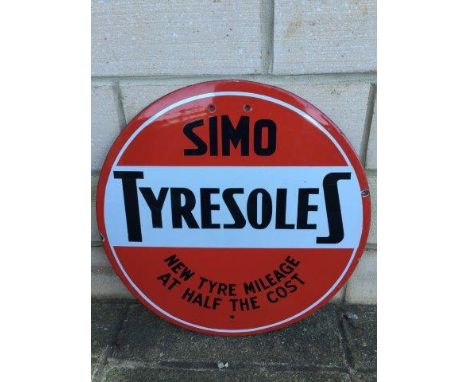 SIMO
TYRESOLES
NEW TYRE MILEAGE
AT HALF THE COST